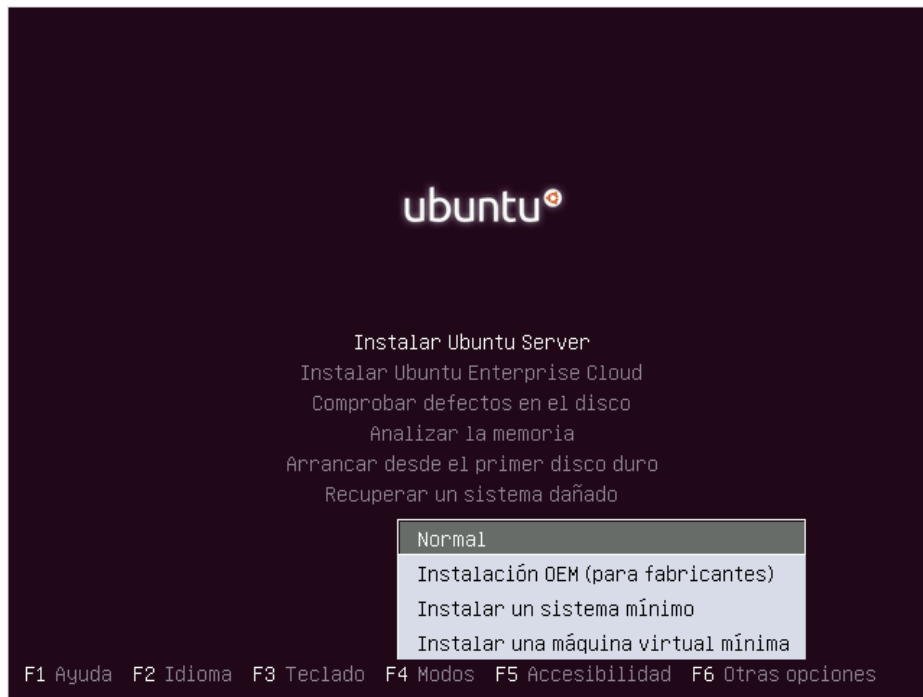 ubuntu
Instalar Ubuntu Server
Instalar Ubuntu Enterprise Cloud
Comprobar defectos en el disco
Analizar la memoria
Arrancar desde el primer disco duro
Recuperar un sistema dañado
Normal
Instalación OEM (para fabricantes)
Instalar un sistema mínimo
Instalar una máquina virtual mínima
F1 Ayuda F2 Idioma F3 Teclado F4 Modos F5 Accesibilidad F6 Otras opciones